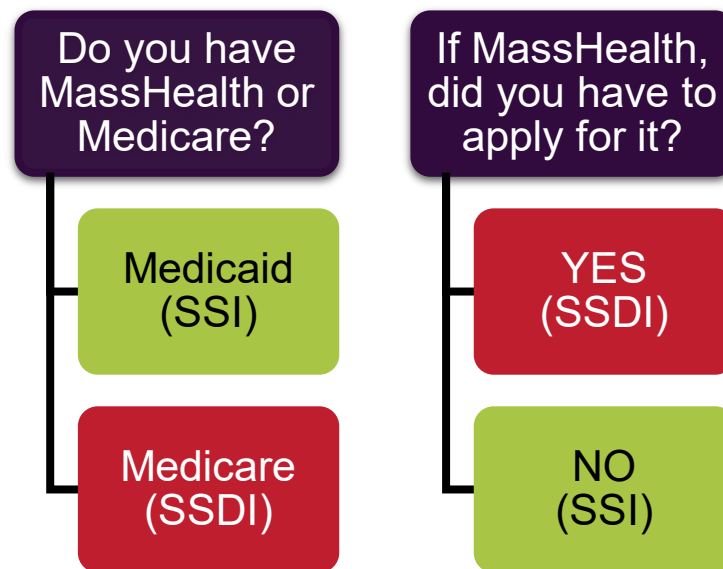 Do you have
MassHealth or
Medicare?
Medicaid
(SSI)
Medicare
(SSDI)
If MassHealth,
did you have to
apply for it?
YES
(SSDI)
NO
(SSI)